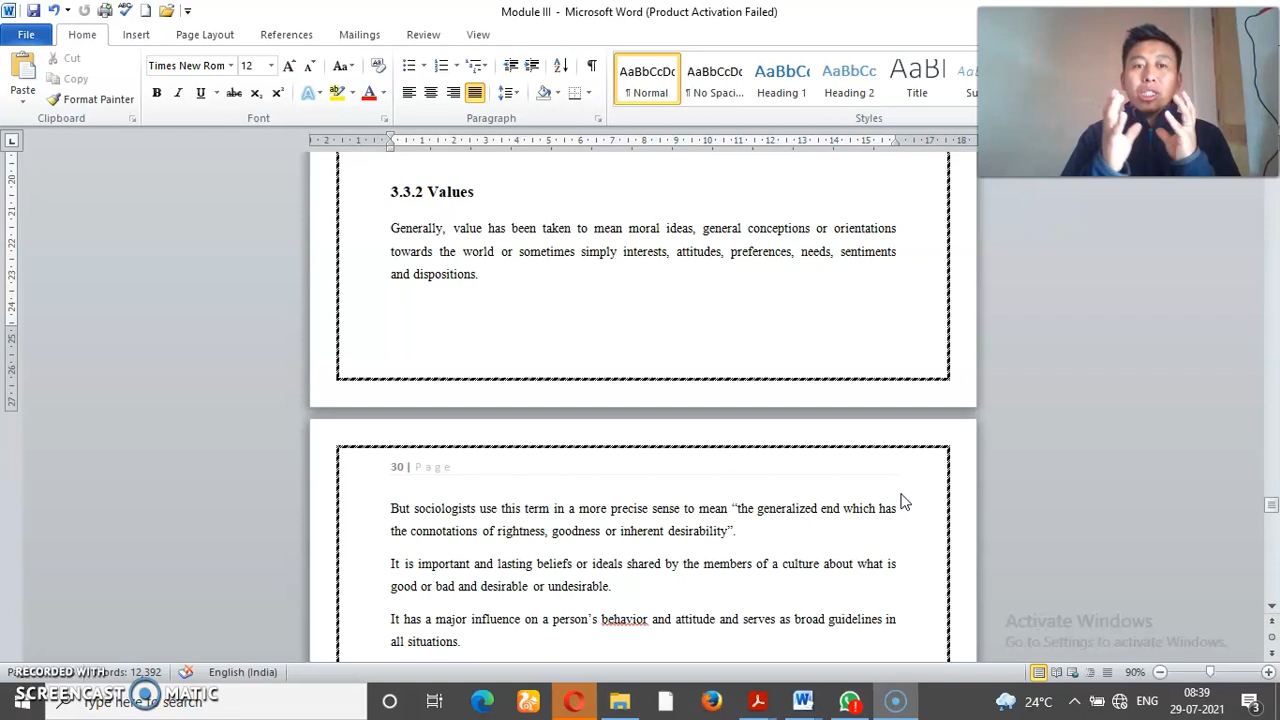 Module III - Microsoft Word (Product Activation Failed)
File Home Insert Page Layout References Mailings Review View
Cut
Copy
Format Painter
Paste
Times New Rom 12
AaBbCcDc AaBbCcDc AaBbCc AaBbCc AaBl
Normal No Spaci... Heading 1 Heading 2 Title
Clipboard Font Paragraph Styles
3.3.2 Values
Generally, value has been taken to mean moral ideas, general conceptions or orientations
towards the world or sometimes simply interests, attitudes, preferences, needs, sentiments
and dispositions.
30 | Page
But sociologists use this term in a more precise sense to mean “the generalized end which has
the connotations of rightness, goodness or inherent desirability”.
It is important and lasting beliefs or ideals shared by the members of a culture about what is
good or bad and desirable or undesirable.
It has a major influence on a person’s behavior and attitude and serves as broad guidelines in
all situations.
Activate Windows
Go to Settings to activate Windows.
RECORDED WITH
SCREENCAST MATIC
12,392 English (India) 90%
Type here to search
24°C ENG 08:39
29-07-2021